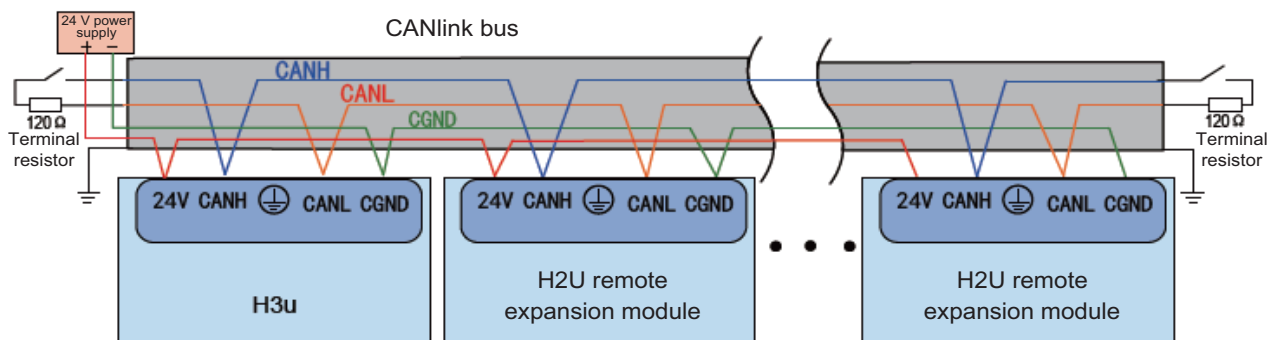 24 V power
supply
+ −
CANlink bus
CANH
CANL
CGND
120 Ω
Terminal
resistor
120 Ω
Terminal
resistor
24V CANH CANL CGND
24V CANH CANL CGND
24V CANH CANL CGND
H3u
H2U remote
expansion module
H2U remote
expansion module